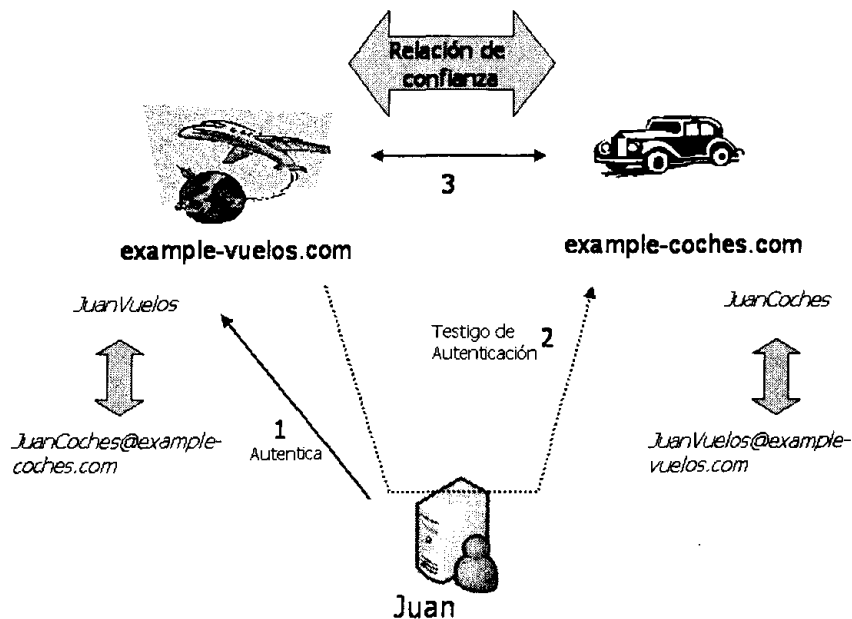 Relación de
confianza
3
example-vuelos.com
example-coches.com
JuanVuelos
JuanCoches
Testigo de
Autenticación
2
1
Autentica
JuanCoches@example-
coches.com
JuanVuelos@example-
vuelos.com
Juan